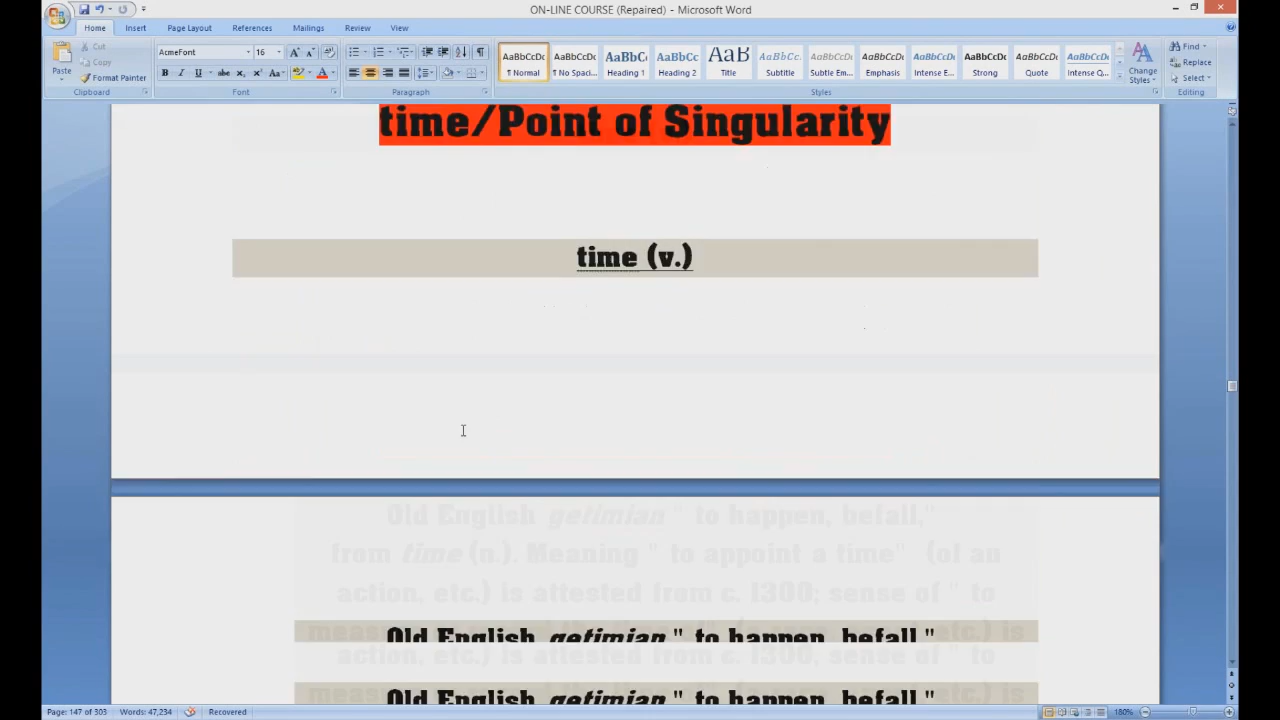 ON-LINE COURSE (Repaired) - Microsoft Word
Home Insert Page Layout References Mailings Review View
Paste
Cut
Copy
Format Painter
Clipboard
AcmeFont 16
B I U abc x₂ x² Aa
Font
Paragraph
AaBbCcDc AaBbCcDc AaBbC AaBbCc AaB AaBbCc. AaBbCcDc AaBbCcDc AaBbCcDc AaBbCcDc AaBbCcDc AaBbCcDc
¶ Normal ¶ No Spaci... Heading 1 Heading 2 Title Subtitle Subtle Em... Emphasis Intense E... Strong Quote Intense Q...
Styles
Change Styles
Find
Replace
Select
Editing
time/Point of Singularity
time (v.)
Old English getimian " to happen, befall,"
from time (n.). Meaning " to appoint a time" (of an
action, etc.) is attested from c. 1300; sense of " to
Old English getimian " to happen, befall,"
action, etc.) is attested from c. 1300, sense of " to
Old English getimian " to happen, befall,"
Page: 147 of 303 Words: 47,234 Recovered 180%